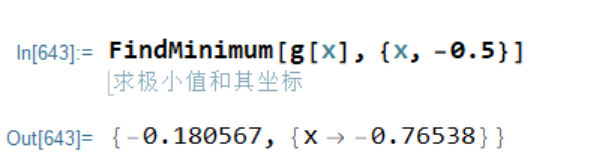 In[643]:= FindMinimum[g[x], {x, -0.5}]
求极小值和其坐标
Out[643]= {-0.180567, {x → -0.76538}}